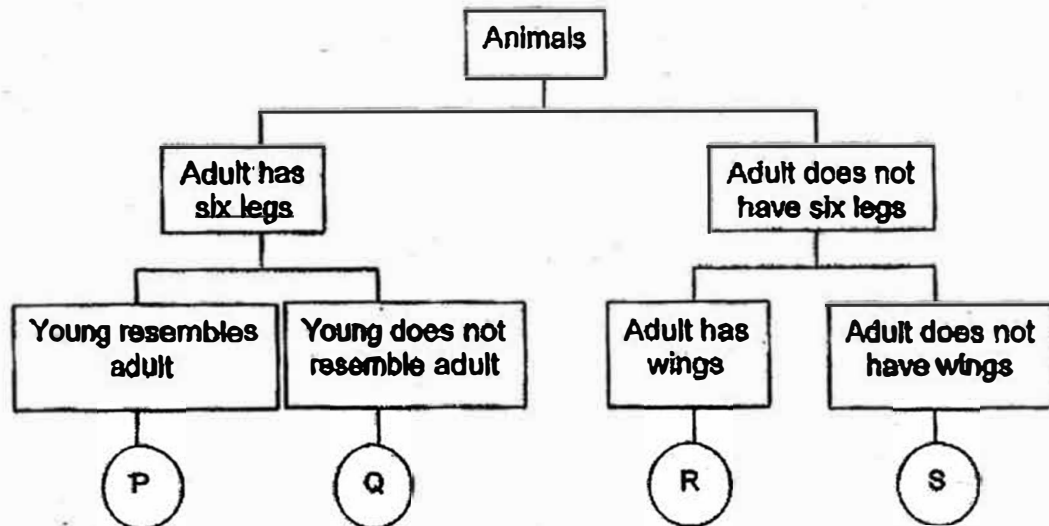 Animals
Adult has
six legs
Adult does not
have six legs
Young resembles
adult
Young does not
resemble adult
Adult has
wings
Adult does not
have wings
P
Q
R
S